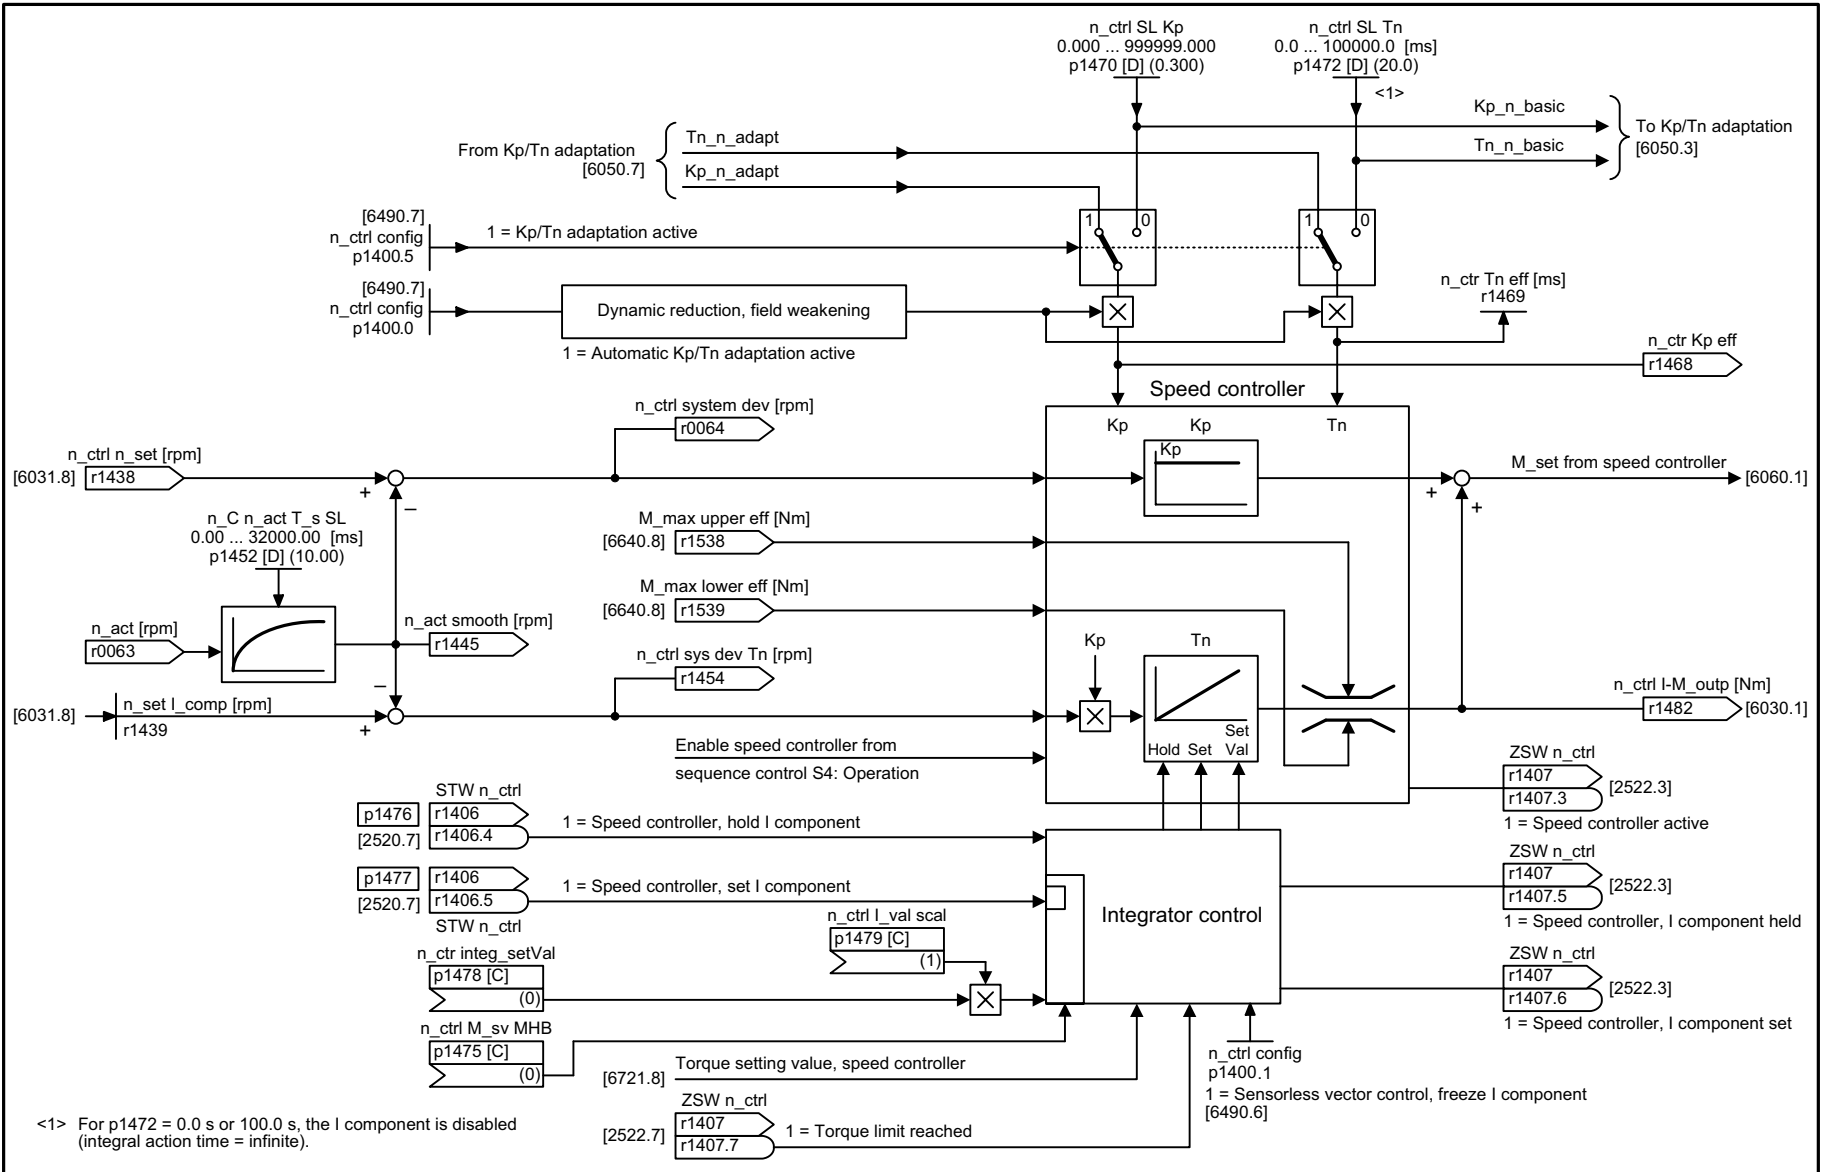 n_ctrl SL Kp
0.000 ... 999999.000
p1470 [D] (0.300)
n_ctrl SL Tn
0.0 ... 100000.0 [ms]
p1472 [D] (20.0)
<1>
Kp_n_basic
Tn_n_basic
To Kp/Tn adaptation
[6050.3]
From Kp/Tn adaptation
[6050.7]
Tn_n_adapt
Kp_n_adapt
1
0
1
0
[6490.7]
n_ctrl config
p1400.5
1 = Kp/Tn adaptation active
[6490.7]
n_ctrl config
p1400.0
Dynamic reduction, field weakening
1 = Automatic Kp/Tn adaptation active
n_ctr Tn eff [ms]
r1469
n_ctr Kp eff
r1468
Speed controller
n_ctrl system dev [rpm]
r0064
Kp
Kp
Tn
Kp
n_ctrl n_set [rpm]
[6031.8]
r1438
+
–
M_set from speed controller
[6060.1]
+
+
n_C n_act T_s SL
0.00 ... 32000.00 [ms]
p1452 [D] (10.00)
M_max upper eff [Nm]
[6640.8]
r1538
M_max lower eff [Nm]
[6640.8]
r1539
n_act [rpm]
r0063
n_act smooth [rpm]
r1445
n_ctrl sys dev Tn [rpm]
r1454
Kp
Tn
–
[6031.8]
n_set I_comp [rpm]
r1439
+
Hold
Set
Set
Val
n_ctrl I-M_outp [Nm]
r1482
[6030.1]
Enable speed controller from
sequence control S4: Operation
ZSW n_ctrl
r1407
r1407.3
[2522.3]
1 = Speed controller active
STW n_ctrl
p1476
r1406
[2520.7]
r1406.4
1 = Speed controller, hold I component
p1477
r1406
[2520.7]
r1406.5
STW n_ctrl
1 = Speed controller, set I component
ZSW n_ctrl
r1407
r1407.5
[2522.3]
1 = Speed controller, I component held
Integrator control
n_ctrl I_val scal
p1479 [C]
(1)
n_ctr integ_setVal
p1478 [C]
(0)
ZSW n_ctrl
r1407
r1407.6
[2522.3]
1 = Speed controller, I component set
n_ctrl M_sv MHB
p1475 [C]
(0)
[6721.8]
Torque setting value, speed controller
n_ctrl config
p1400.1
1 = Sensorless vector control, freeze I component
[6490.6]
ZSW n_ctrl
[2522.7]
r1407
r1407.7
1 = Torque limit reached
<1> For p1472 = 0.0 s or 100.0 s, the I component is disabled
(integral action time = infinite).